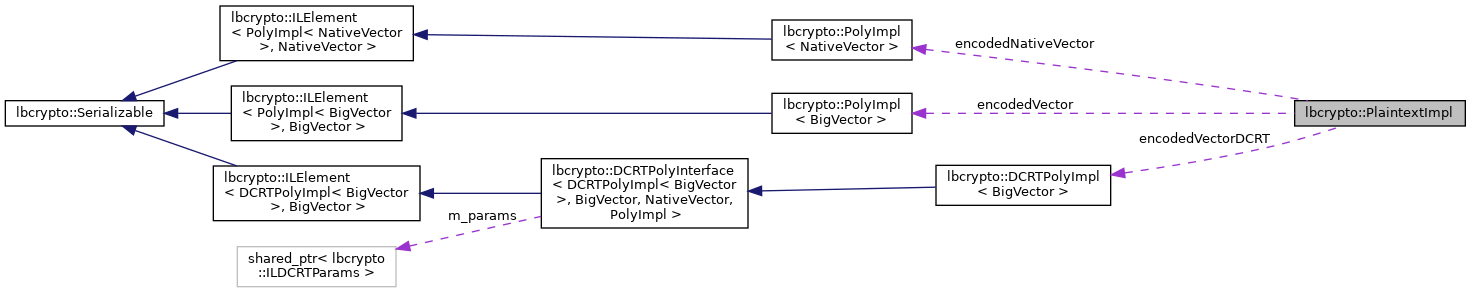 lbcrypto::ILElement
< PolyImpl< NativeVector
>, NativeVector >
lbcrypto::PolyImpl
< NativeVector >
encodedNativeVector
lbcrypto::Serializable
lbcrypto::ILElement
< PolyImpl< BigVector
>, BigVector >
lbcrypto::PolyImpl
< BigVector >
encodedVector
lbcrypto::PlaintextImpl
encodedVectorDCRT
lbcrypto::ILElement
< DCRTPolyImpl< BigVector
>, BigVector >
lbcrypto::DCRTPolyInterface
< DCRTPolyImpl< BigVector
>, BigVector, NativeVector,
PolyImpl >
lbcrypto::DCRTPolyImpl
< BigVector >
m_params
shared_ptr< lbcrypto
::ILDCRTParams >